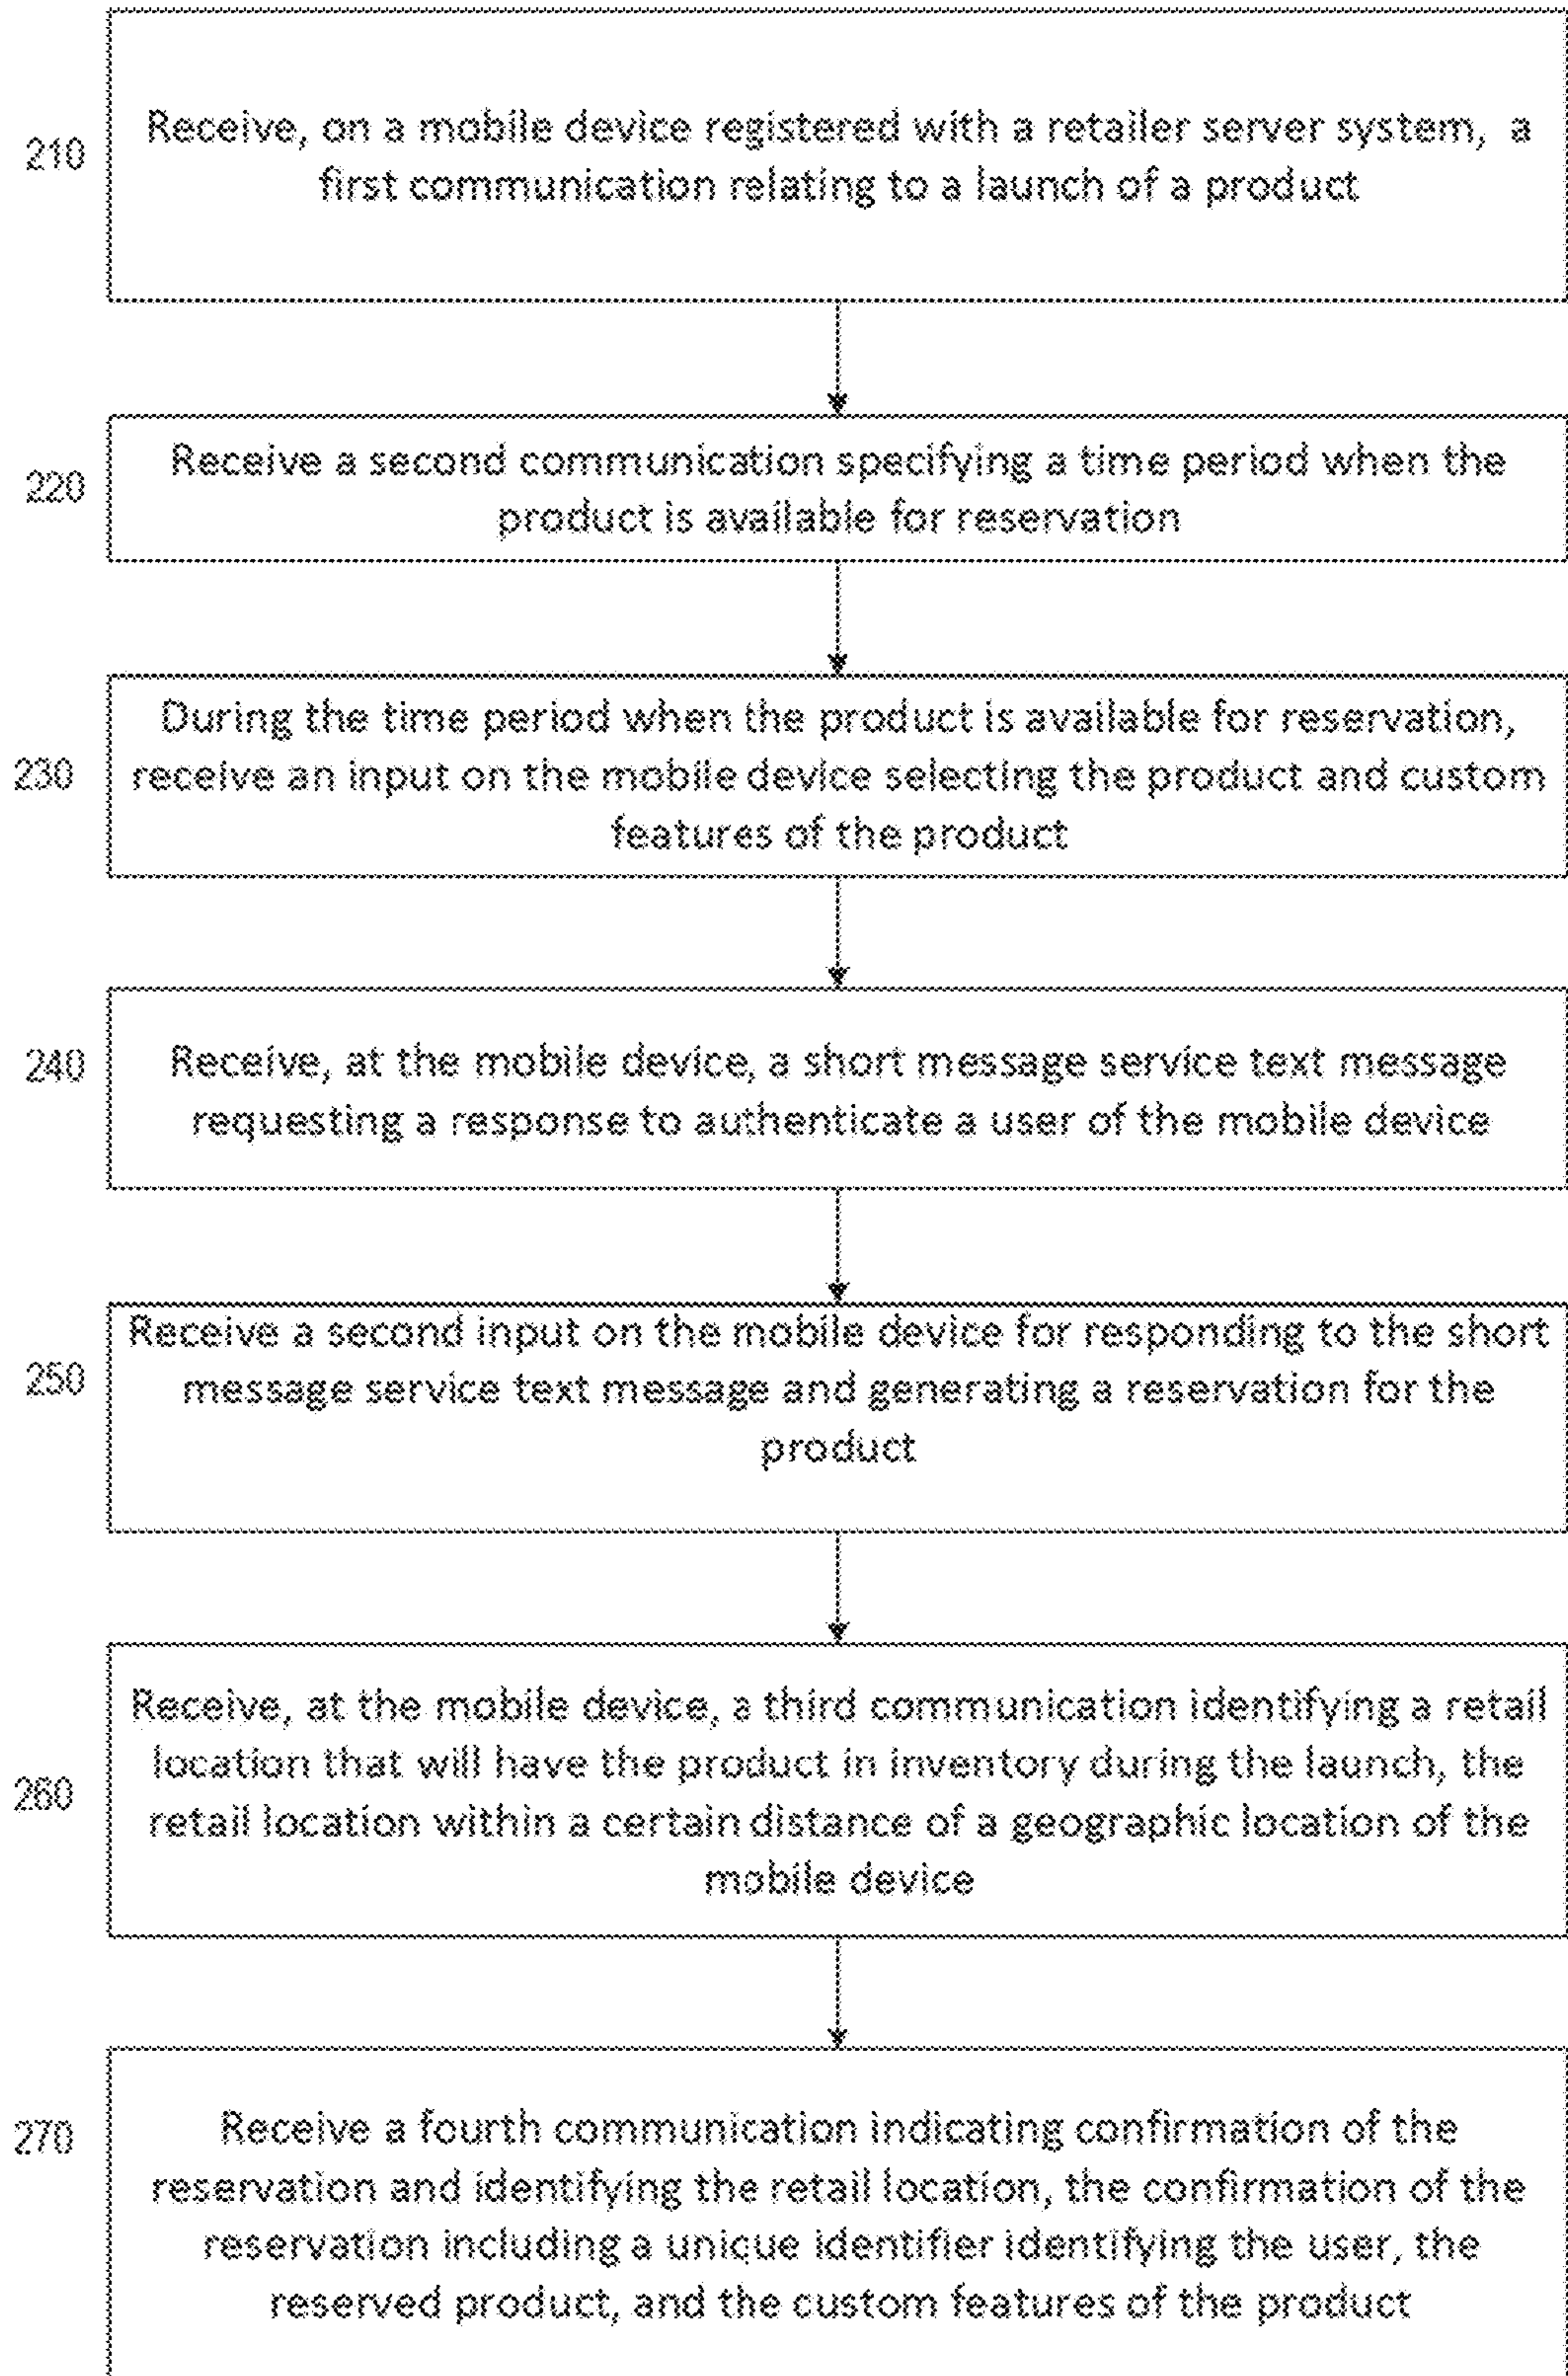 210
Receive, on a mobile device registered with a retailer server system, a
first communication relating to a launch of a product
220
Receive a second communication specifying a time period when the
product is available for reservation
230
During the time period when the product is available for reservation,
receive an input on the mobile device selecting the product and custom
features of the product
240
Receive, at the mobile device, a short message service text message
requesting a response to authenticate a user of the mobile device
250
Receive a second input on the mobile device for responding to the short
message service text message and generating a reservation for the
product
260
Receive, at the mobile device, a third communication identifying a retail
location that will have the product in inventory during the launch, the
retail location within a certain distance of a geographic location of the
mobile device
270
Receive a fourth communication indicating confirmation of the
reservation and identifying the retail location, the confirmation of the
reservation including a unique identifier identifying the user, the
reserved product, and the custom features of the product